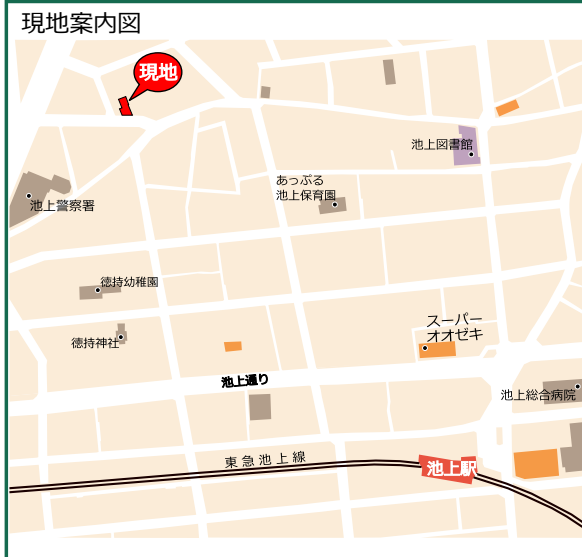 現地案内図
現地
池上図書館
あっぷる
池上保育園
池上警察署
徳持幼稚園
スーパー
オオゼキ
徳持神社
池上通り
池上総合病院
東急池上線
池上駅